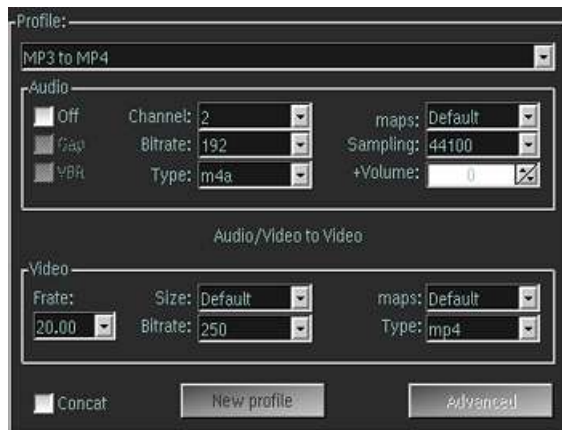 Profile:
MP3 to MP4
Audio
Off Channel: 2 maps: Default
Gap Bitrate: 192 Sampling: 44100
VBR Type: m4a +Volume: 0
Audio/Video to Video
Video
Frate: Size: Default maps: Default
20.00 Bitrate: 250 Type: mp4
Concat New profile Advanced